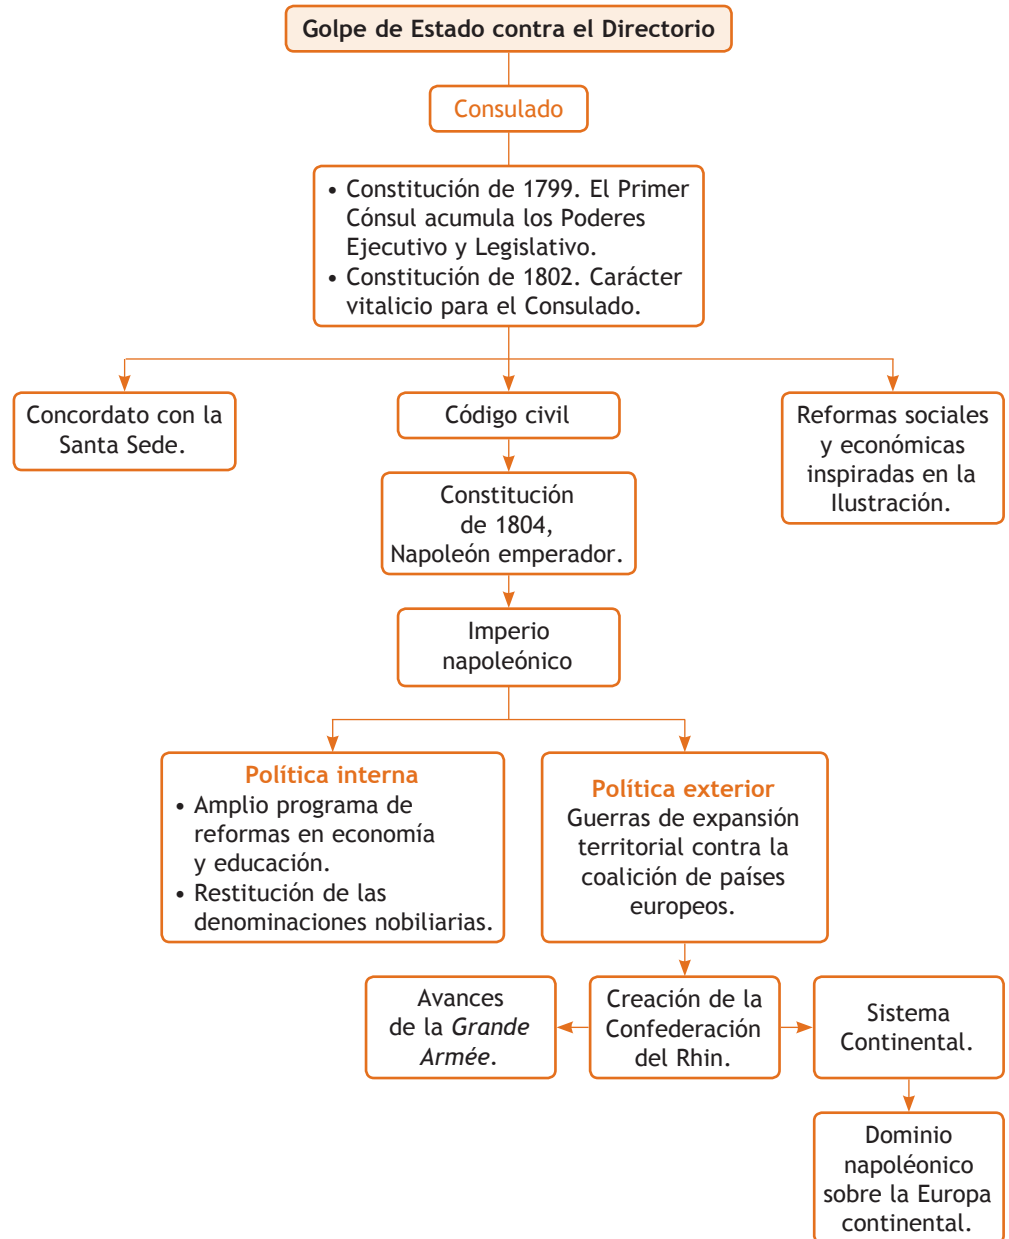 Golpe de Estado contra el Directorio
Consulado
• Constitución de 1799. El Primer
Cónsul acumula los Poderes
Ejecutivo y Legislativo.
• Constitución de 1802. Carácter
vitalicio para el Consulado.
Concordato con la
Santa Sede.
Código civil
Reformas sociales
y económicas
inspiradas en la
Ilustración.
Constitución
de 1804,
Napoleón emperador.
Imperio
napoleónico
Política interna
• Amplio programa de
reformas en economía
y educación.
• Restitución de las
denominaciones nobiliarias.
Política exterior
Guerras de expansión
territorial contra la
coalición de países
europeos.
Avances
de la Grande
Armée.
Creación de la
Confederación
del Rhin.
Sistema
Continental.
Dominio
napoléonico
sobre la Europa
continental.